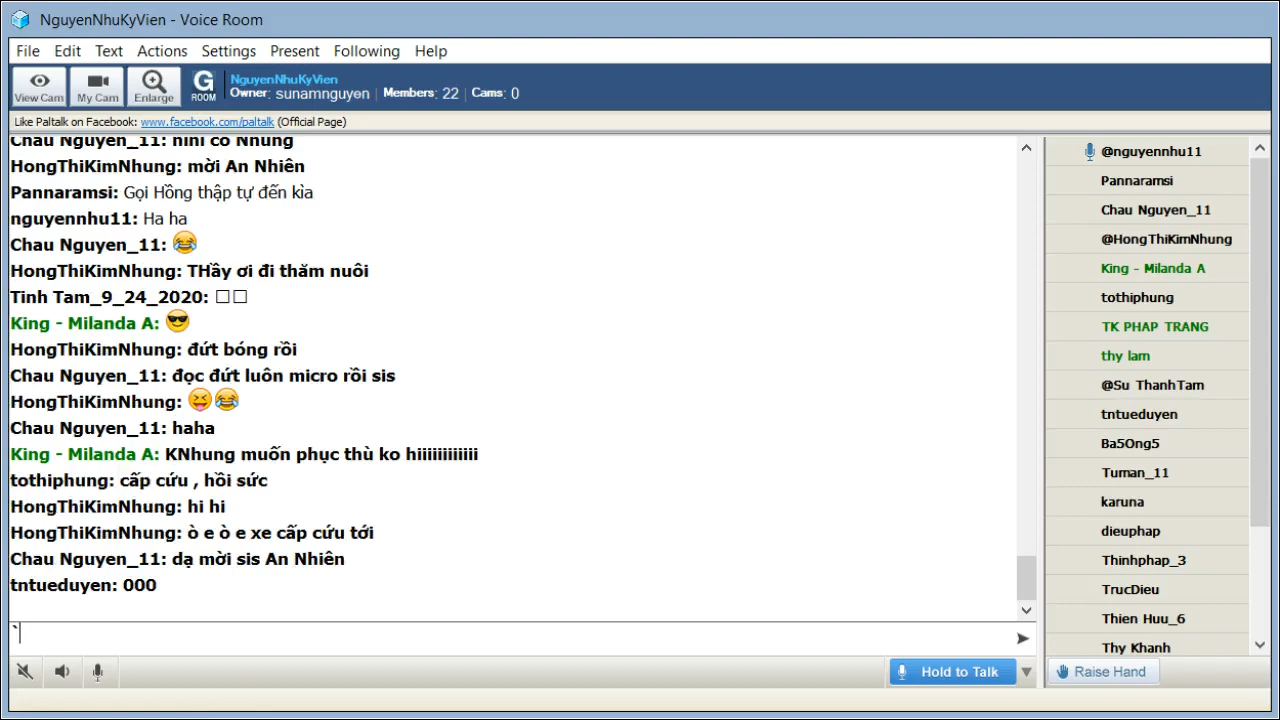 NguyenNhuKyVien - Voice Room
File Edit Text Actions Settings Present Following Help
View Cam My Cam Enlarge G ROOM
NguyenNhuKyVien
Owner: sunamnguyen | Members: 22 | Cams: 0
Like Paltalk on Facebook: www.facebook.com/paltalk (Official Page)
Chau Nguyen_11: hihi cô Nhung
HongThiKimNhung: mời An Nhiên
Pannaramsi: Gọi Hồng thập tự đến kìa
nguyennhu11: Ha ha
Chau Nguyen_11: 😂
HongThiKimNhung: THầy ơi đi thăm nuôi
Tinh Tam_9_24_2020: □□
King - Milanda A: 😎
HongThiKimNhung: đứt bóng rồi
Chau Nguyen_11: đọc đứt luôn micro rồi sis
HongThiKimNhung: 😝😂
Chau Nguyen_11: haha
King - Milanda A: KNhung muốn phục thù ko hiiiiiiiiiiii
tothiphung: cấp cứu , hồi sức
HongThiKimNhung: hi hi
HongThiKimNhung: ò e ò e xe cấp cứu tới
Chau Nguyen_11: dạ mời sis An Nhiên
tntueduyen: 000
`
Hold to Talk
@nguyennhu11
Pannaramsi
Chau Nguyen_11
@HongThiKimNhung
King - Milanda A
tothiphung
TK PHAP TRANG
thy lam
@Su ThanhTam
tntueduyen
Ba5Ong5
Tuman_11
karuna
dieuphap
Thinhphap_3
TrucDieu
Thien Huu_6
Thy Khanh
Raise Hand